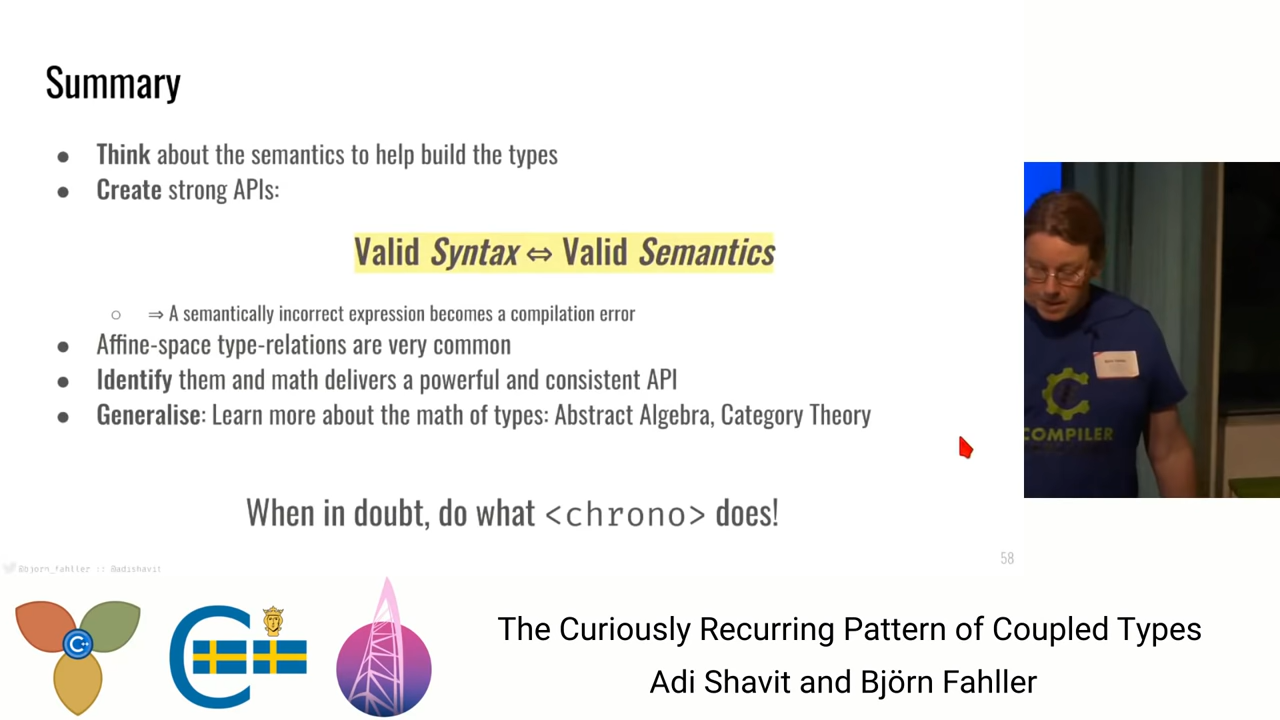 Summary
● Think about the semantics to help build the types
● Create strong APIs:
Valid Syntax ⇔ Valid Semantics
○ ⇒ A semantically incorrect expression becomes a compilation error
● Affine-space type-relations are very common
● Identify them and math delivers a powerful and consistent API
● Generalise: Learn more about the math of types: Abstract Algebra, Category Theory
When in doubt, do what <chrono> does!
@bjorn_fahller :: @adishavit
58
COMPILER
The Curiously Recurring Pattern of Coupled Types
Adi Shavit and Björn Fahller